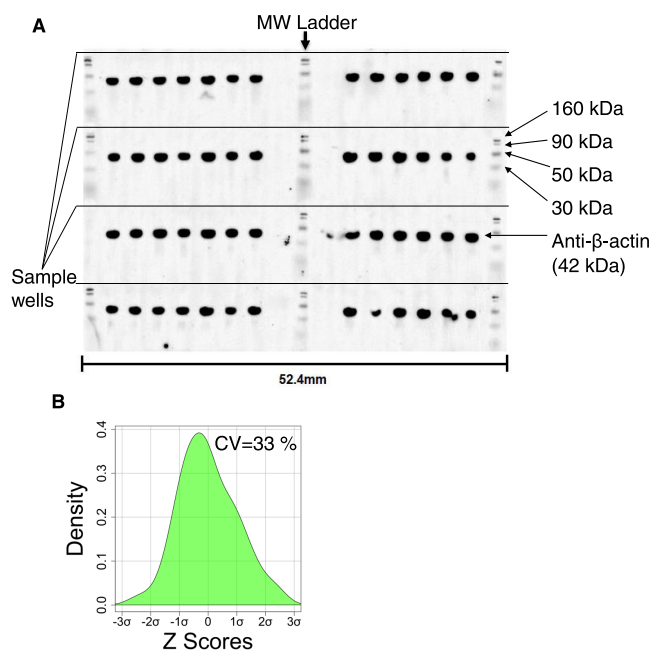 A
MW Ladder
160 kDa
90 kDa
50 kDa
30 kDa
Anti-β-actin
(42 kDa)
Sample
wells
52.4mm
B
CV=33 %
Density
0.4
0.3
0.2
0.1
0.0
-3σ -2σ -1σ 0 1σ 2σ 3σ
Z Scores